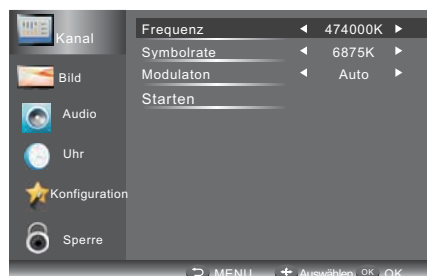 Kanal
Bild
Audio
Uhr
Konfiguration
Sperre
Frequenz 474000K
Symbolrate 6875K
Modulaton Auto
Starten
MENU Auswählen OK OK